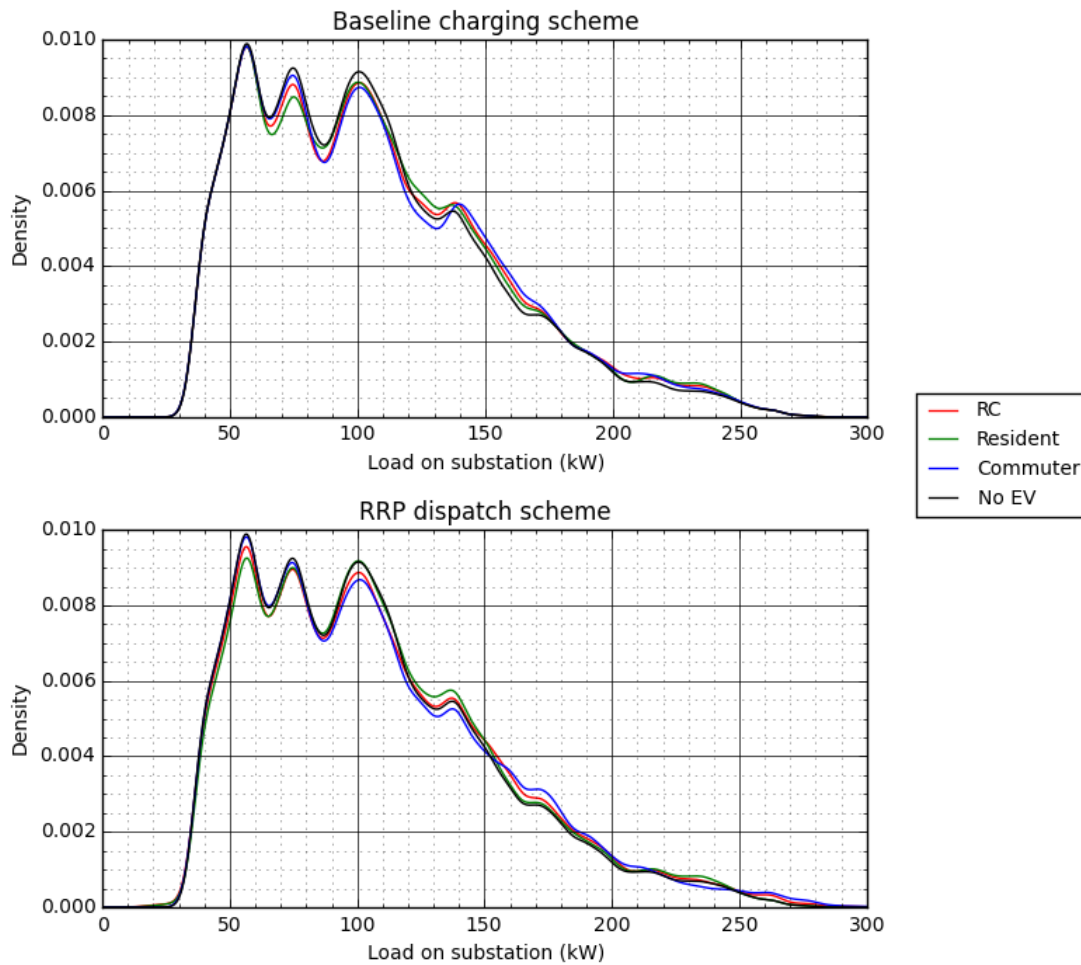 Baseline charging scheme
0.010
0.008
0.006
0.004
0.002
0.000
Density
0 50 100 150 200 250 300
Load on substation (kW)
RC
Resident
Commuter
No EV
RRP dispatch scheme
0.010
0.008
0.006
0.004
0.002
0.000
Density
0 50 100 150 200 250 300
Load on substation (kW)